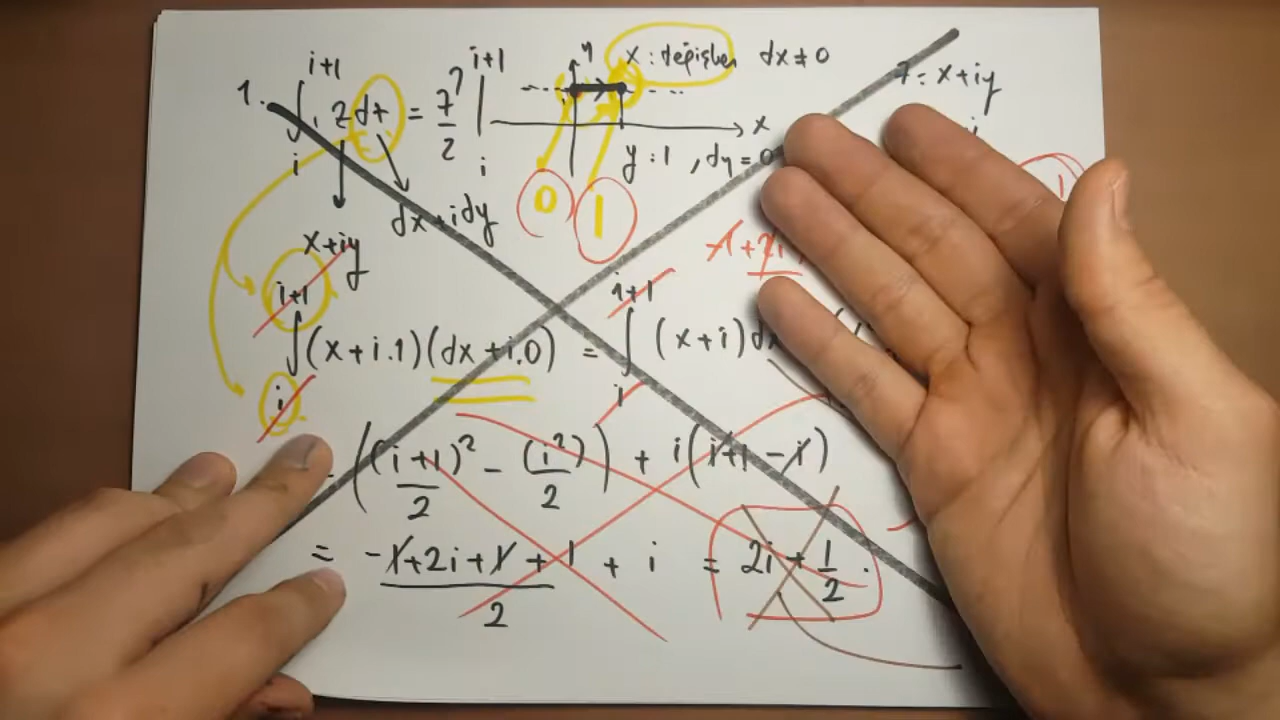 1. ∫ᵢ^{i+1} z dz = z²/2 |ᵢ^{i+1}
y x : değişken dx≠0
x
y : 1 , dy = 0
z = x+iy
0 1
dx+idy
x+iy
∫ᵢ^{i+1} (x+i.1)(dx+i.0) = ∫ᵢ^{i+1} (x+i)dx
((i+1)²/2 - (i²)/2) + i(i+1-i)
= (-1+2i+1+1)/2 + i = 2i + 1/2 .